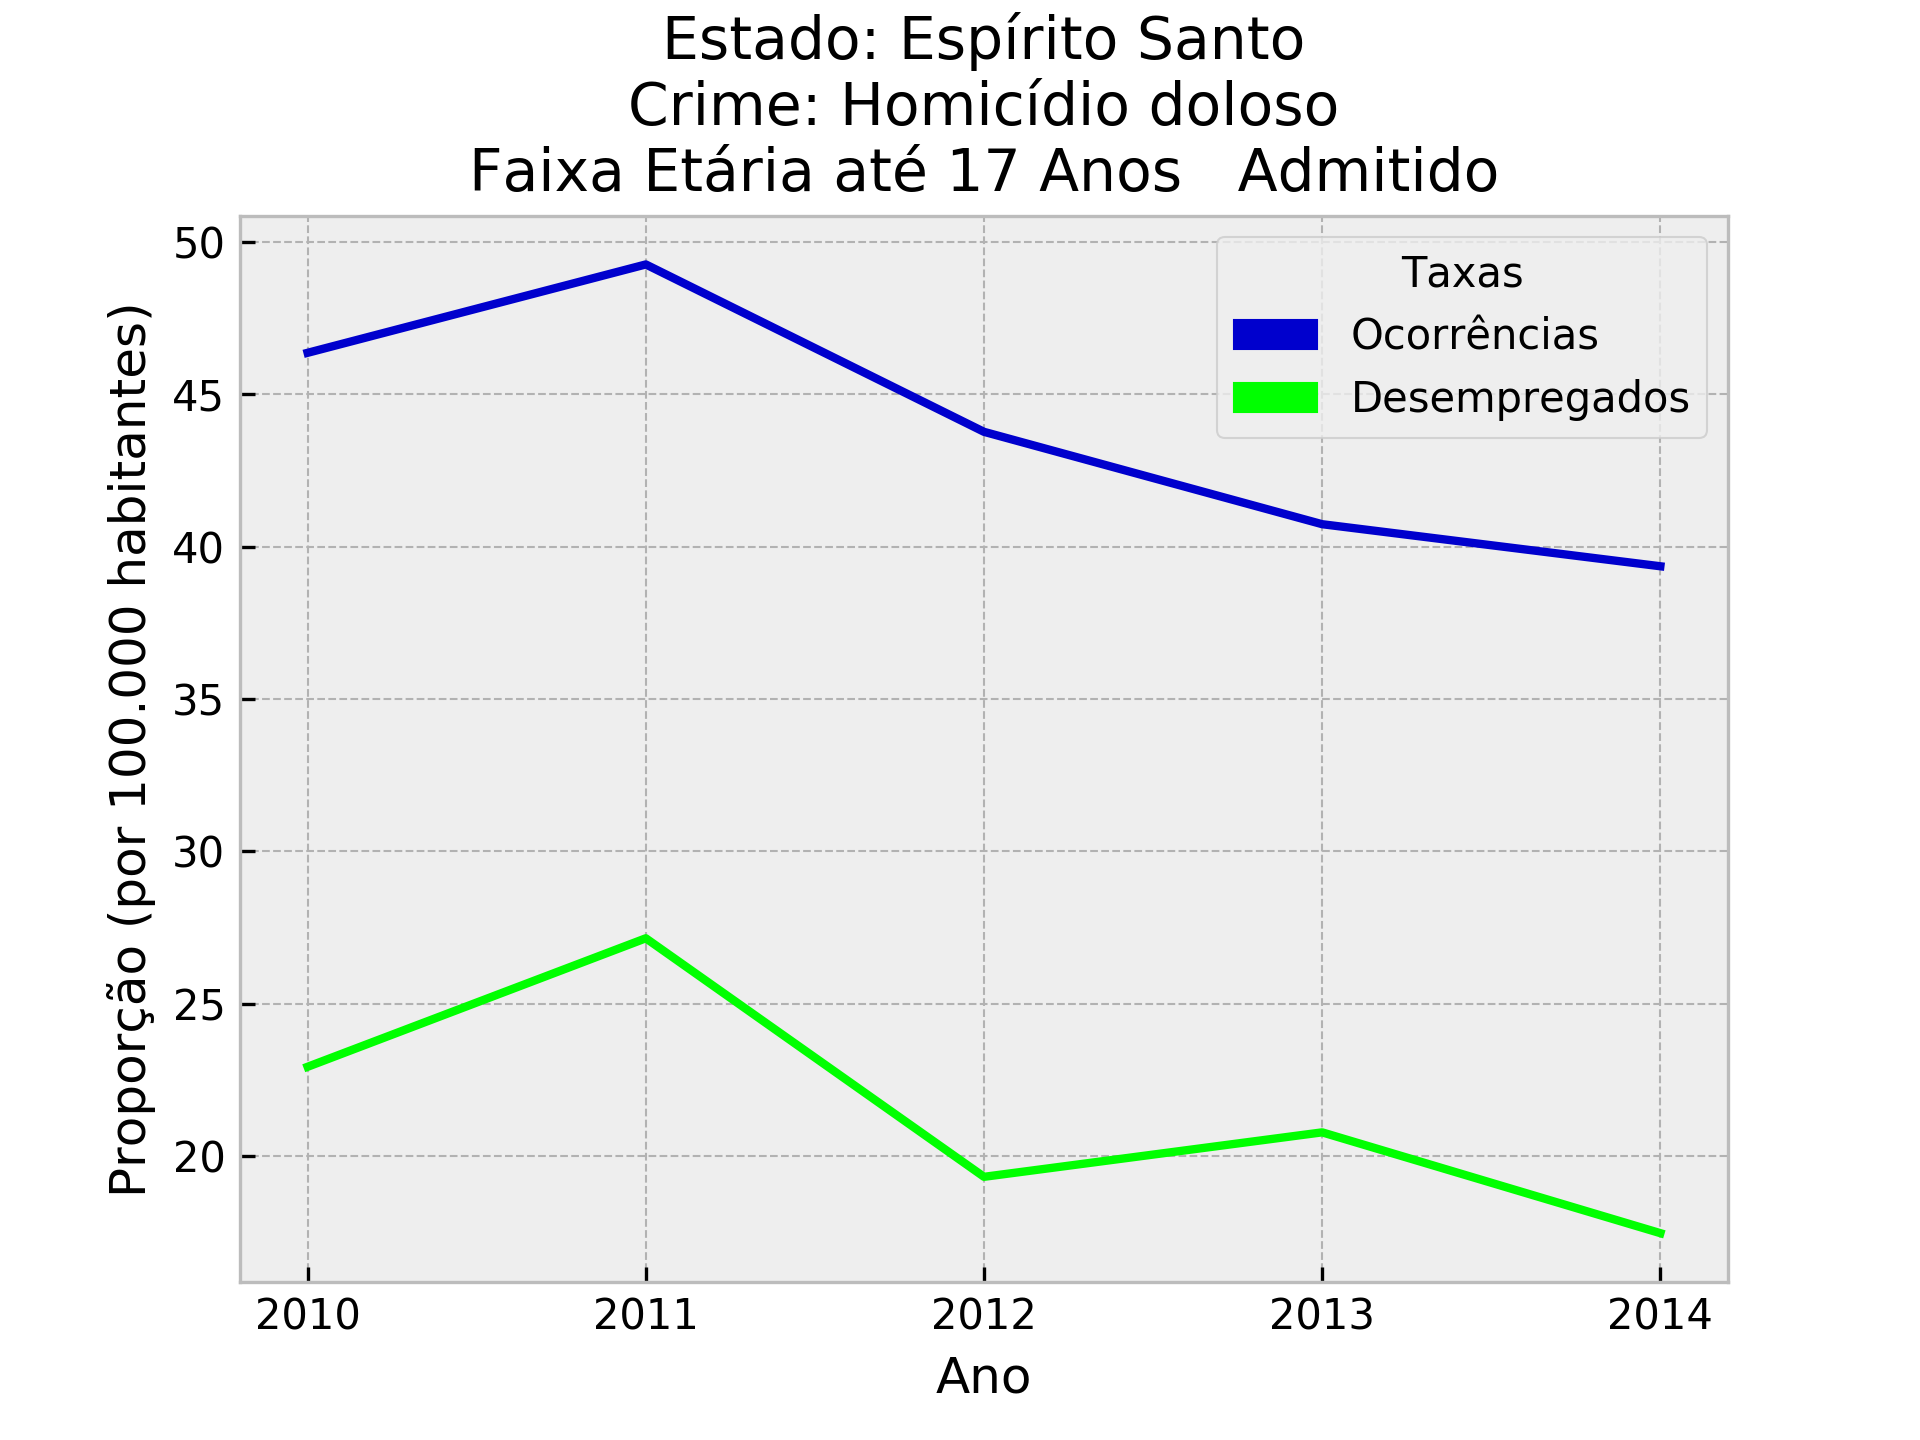 Estado: Espírito Santo
Crime: Homicídio doloso
Faixa Etária até 17 Anos   Admitido
Taxas
Ocorrências
Desempregados
Proporção (por 100.000 habitantes)
50
45
40
35
30
25
20
2010 2011 2012 2013 2014
Ano